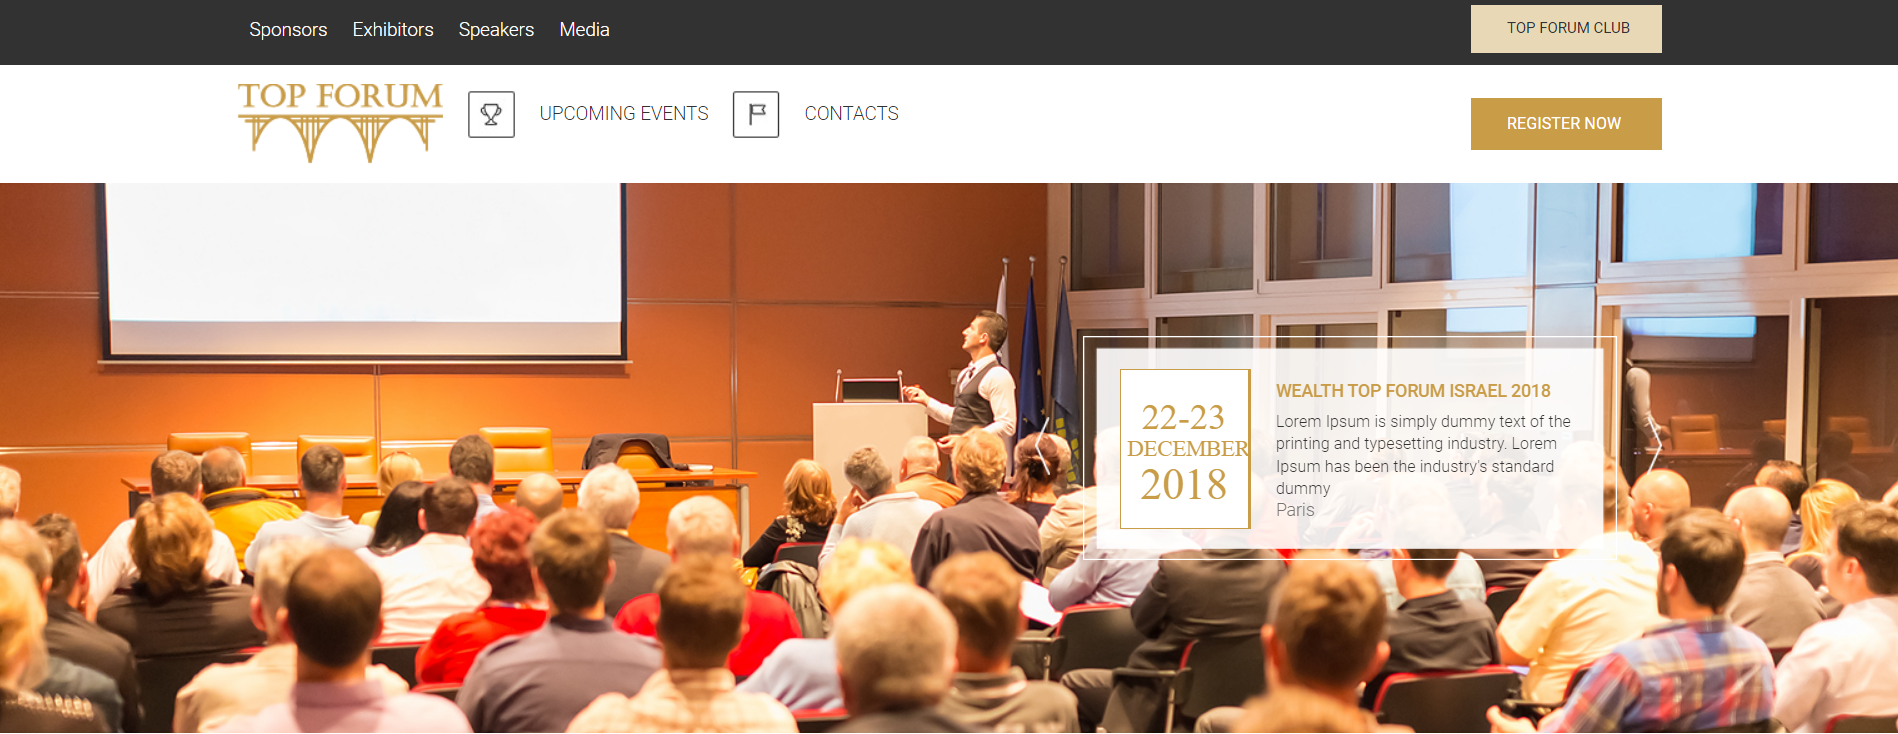 Sponsors Exhibitors Speakers Media
TOP FORUM CLUB
TOP FORUM
UPCOMING EVENTS
CONTACTS
REGISTER NOW
22-23
DECEMBER
2018
WEALTH TOP FORUM ISRAEL 2018
Lorem Ipsum is simply dummy text of the
printing and typesetting industry. Lorem
Ipsum has been the industry's standard
dummy
Paris